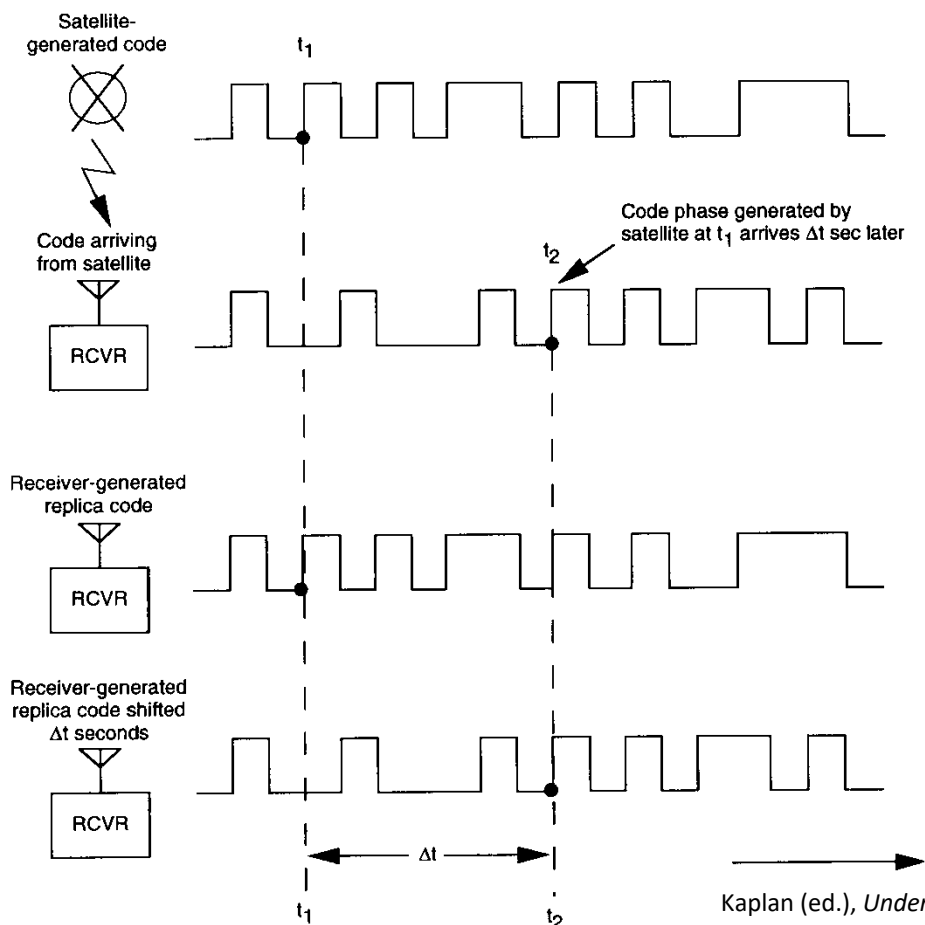 Satellite-
generated code
t1
Code phase generated by
satellite at t1 arrives Δt sec later
Code arriving
from satellite
t2
RCVR
Receiver-generated
replica code
RCVR
Receiver-generated
replica code shifted
Δt seconds
RCVR
Δt
t1
t2
Kaplan (ed.), Under